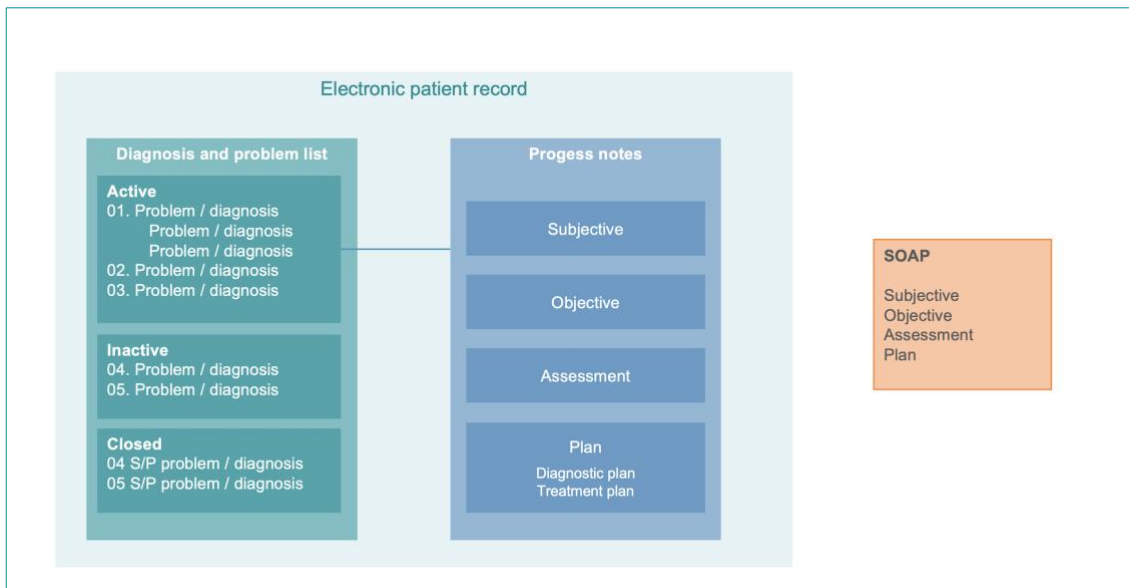 Electronic patient record
Diagnosis and problem list
Active
01. Problem / diagnosis
Problem / diagnosis
Problem / diagnosis
02. Problem / diagnosis
03. Problem / diagnosis
Inactive
04. Problem / diagnosis
05. Problem / diagnosis
Closed
04 S/P problem / diagnosis
05 S/P problem / diagnosis
Progess notes
Subjective
Objective
Assessment
Plan
Diagnostic plan
Treatment plan
SOAP
Subjective
Objective
Assessment
Plan